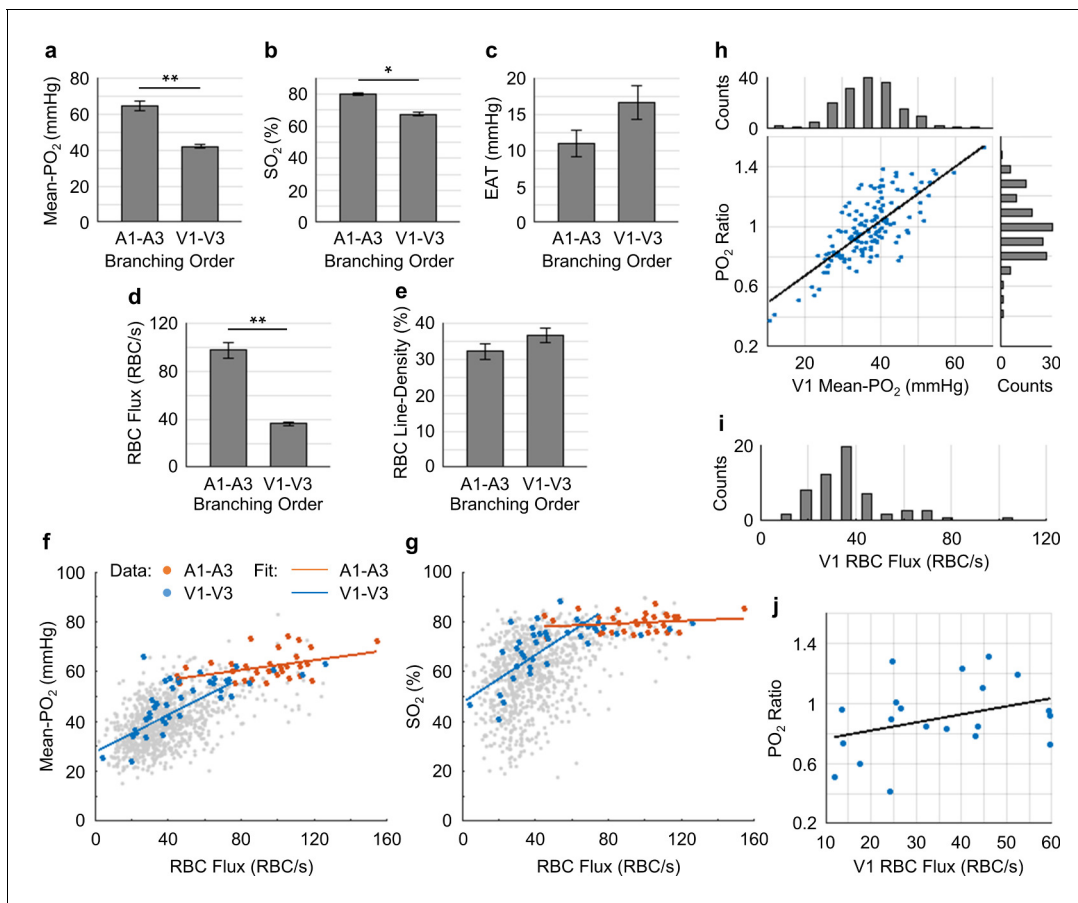 a
Mean-PO2 (mmHg)
80
60
40
20
0
**
A1-A3 V1-V3
Branching Order
b
SO2 (%)
80
60
40
20
0
*
A1-A3 V1-V3
Branching Order
c
EAT (mmHg)
20
15
10
5
0
A1-A3 V1-V3
Branching Order
h
Counts
40
0
PO2 Ratio
1.4
1
0.6
0.2
20 40 60
V1 Mean-PO2 (mmHg)
0 30
Counts
d
RBC Flux (RBC/s)
120
80
40
0
**
A1-A3 V1-V3
Branching Order
e
RBC Line-Density (%)
40
30
20
10
0
A1-A3 V1-V3
Branching Order
i
Counts
20
0
0 40 80 120
V1 RBC Flux (RBC/s)
f
Mean-PO2 (mmHg)
100
80
60
40
20
0
Data: A1-A3 Fit: A1-A3
V1-V3 V1-V3
0 40 80 120 160
RBC Flux (RBC/s)
g
SO2 (%)
100
80
60
40
20
0
0 40 80 120 160
RBC Flux (RBC/s)
j
PO2 Ratio
1.4
1
0.6
0.2
10 20 30 40 50 60
V1 RBC Flux (RBC/s)